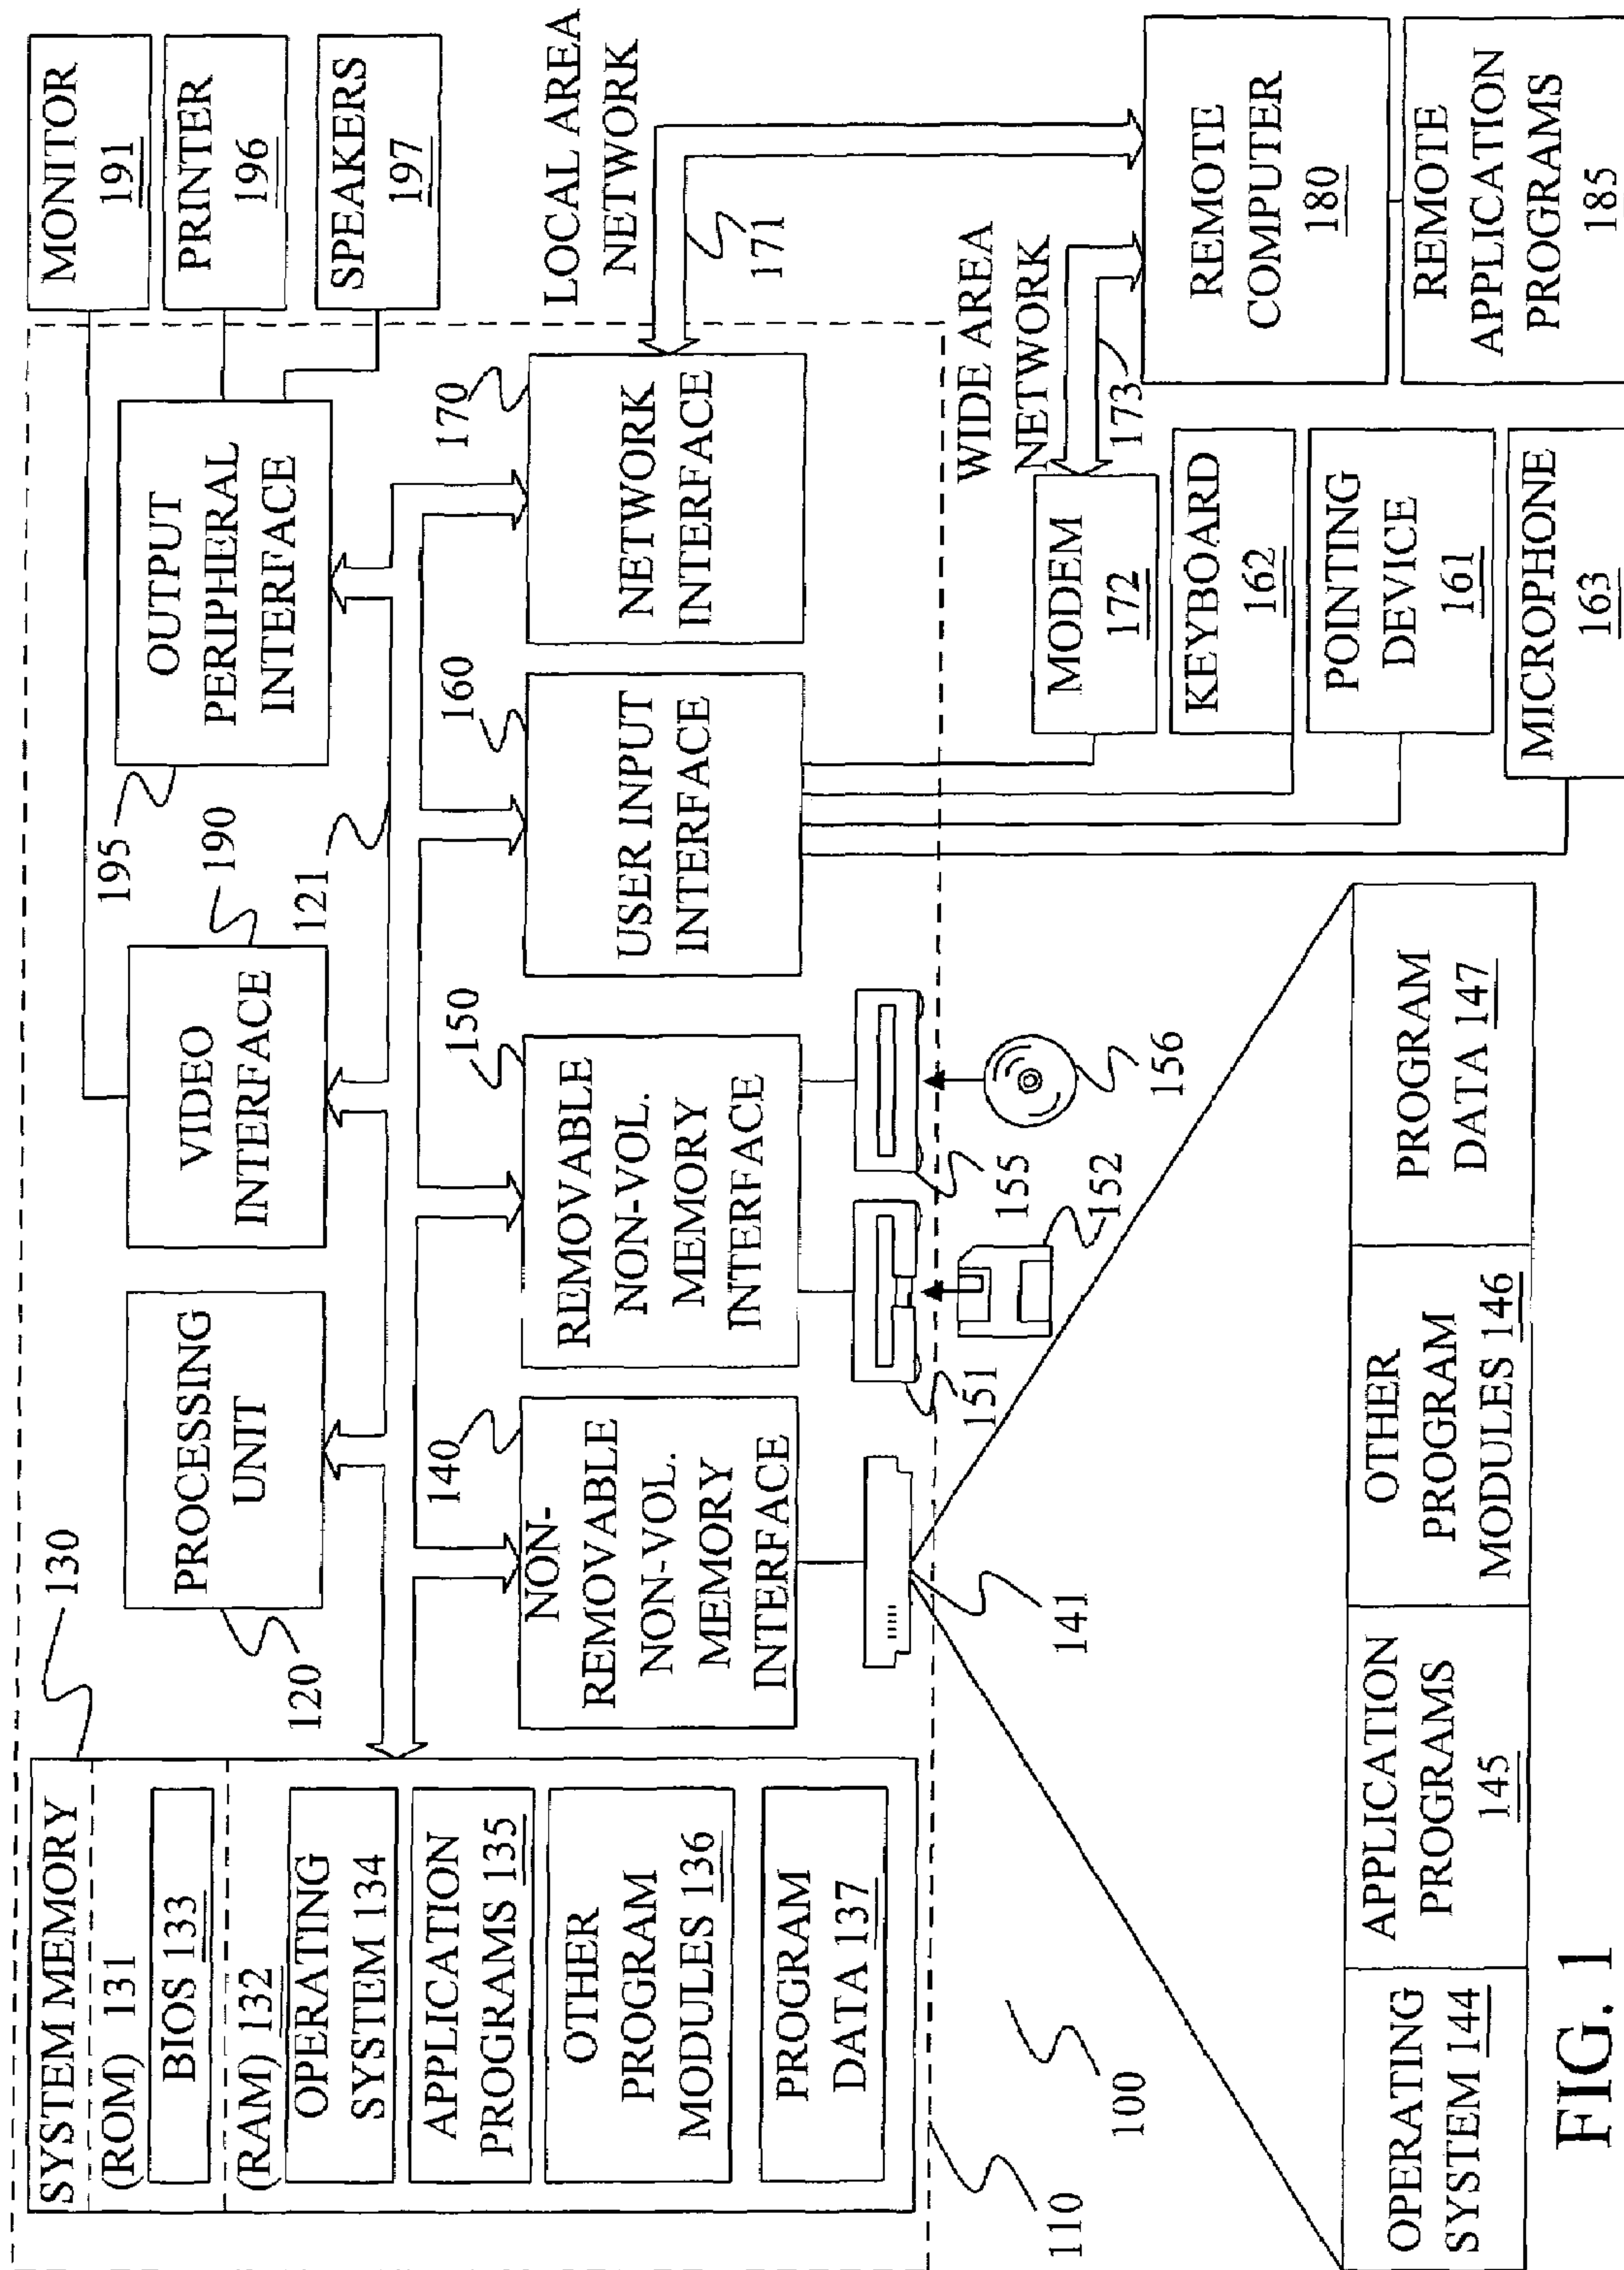 SYSTEM MEMORY
(ROM) 131
BIOS 133
(RAM) 132
OPERATING
SYSTEM 134
APPLICATION
PROGRAMS 135
OTHER
PROGRAM
MODULES 136
PROGRAM
DATA 137
130
PROCESSING
UNIT
120
VIDEO
INTERFACE
190
121
OUTPUT
PERIPHERAL
INTERFACE
195
MONITOR
191
PRINTER
196
SPEAKERS
197
NON-
REMOVABLE
NON-VOL.
MEMORY
INTERFACE
140
REMOVABLE
NON-VOL.
MEMORY
INTERFACE
150
USER INPUT
INTERFACE
160
NETWORK
INTERFACE
170
LOCAL AREA
NETWORK
171
141
151
152
155
156
WIDE AREA
NETWORK
173
MODEM
172
KEYBOARD
162
POINTING
DEVICE
161
MICROPHONE
163
REMOTE
COMPUTER
180
REMOTE
APPLICATION
PROGRAMS
185
110
100
OPERATING
SYSTEM 144
APPLICATION
PROGRAMS
145
OTHER
PROGRAM
MODULES 146
PROGRAM
DATA 147
FIG. 1